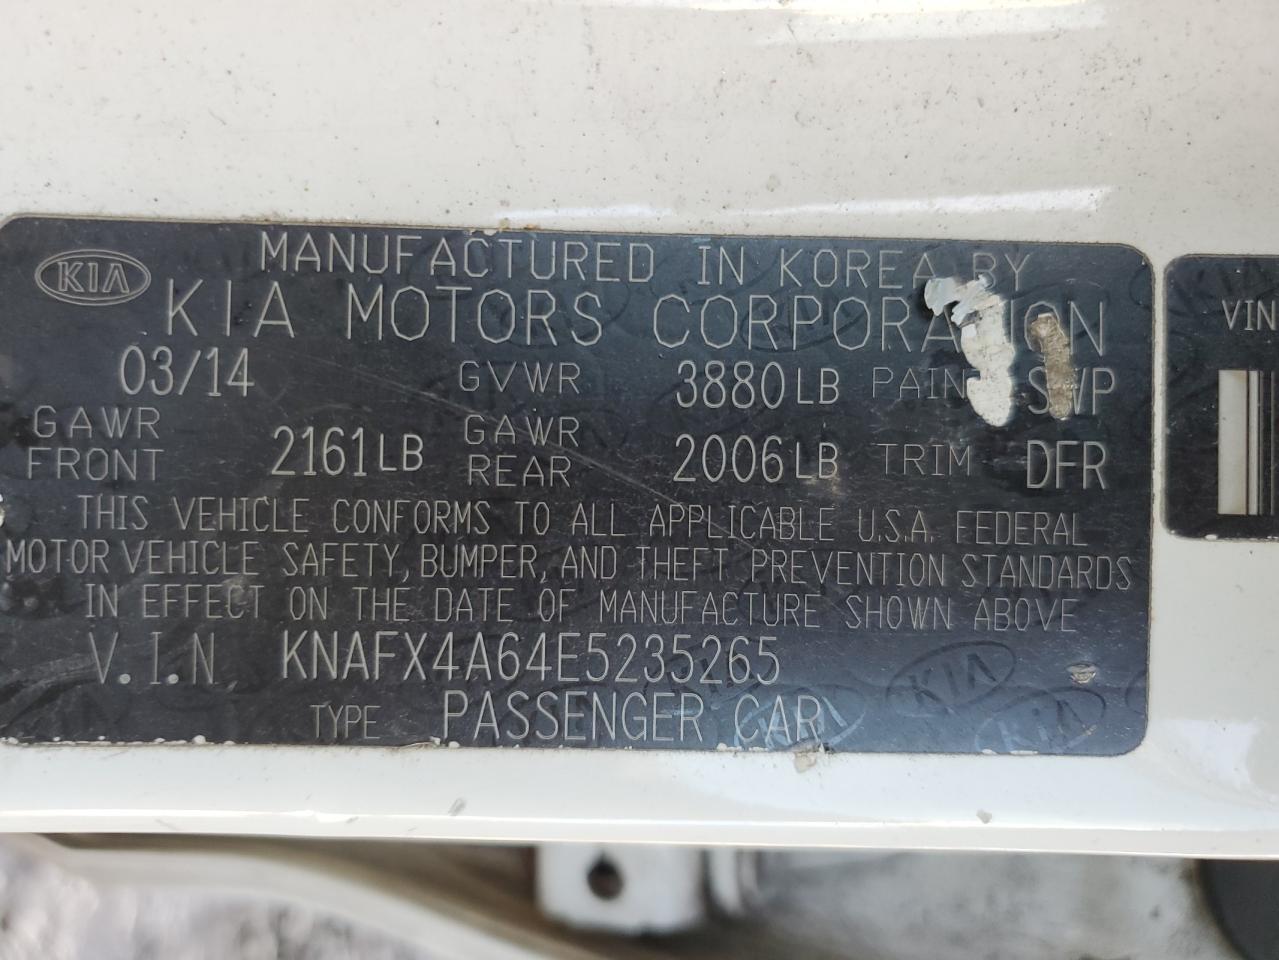 KIA
MANUFACTURED IN KOREA BY
KIA MOTORS CORPORATION
03/14 GVWR 3880LB PAINT SWP
GAWR FRONT 2161LB GAWR REAR 2006LB TRIM DFR
THIS VEHICLE CONFORMS TO ALL APPLICABLE U.S.A. FEDERAL
MOTOR VEHICLE SAFETY, BUMPER, AND THEFT PREVENTION STANDARDS
IN EFFECT ON THE DATE OF MANUFACTURE SHOWN ABOVE
V.I.N KNAFX4A64E5235265
TYPE PASSENGER CAR
VIN